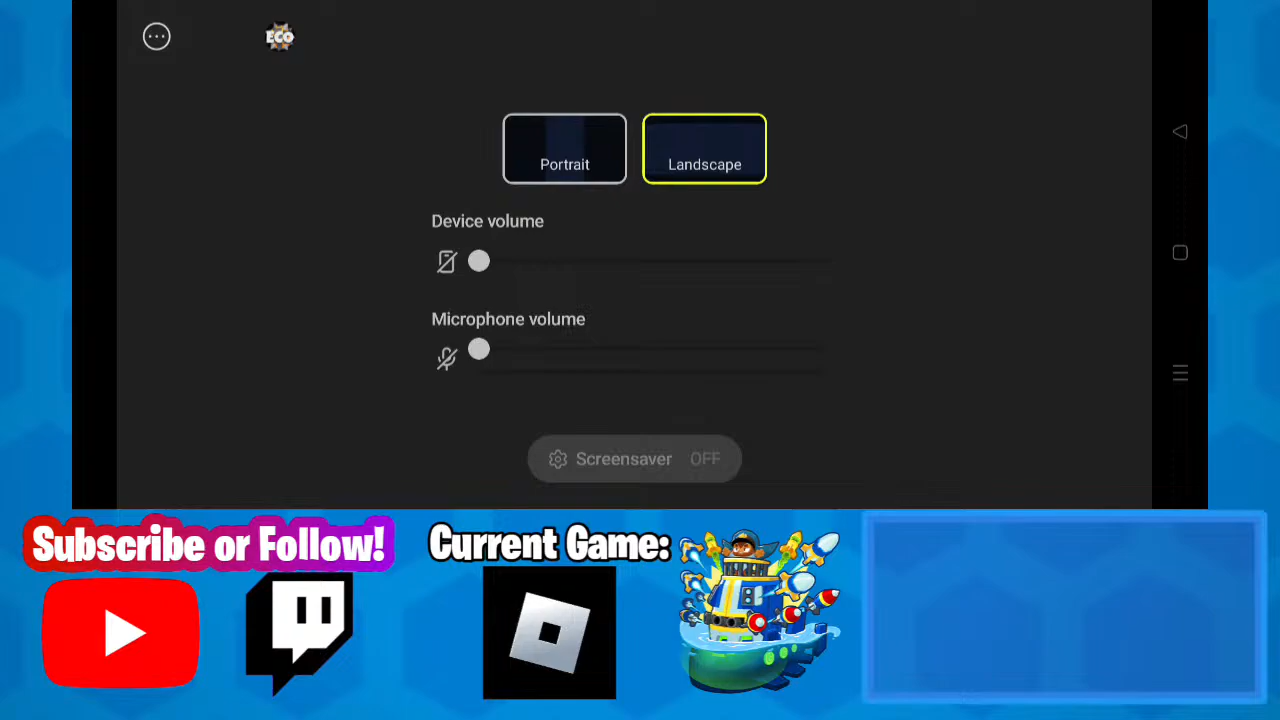 ECO
Portrait
Landscape
Device volume
Microphone volume
Screensaver OFF
Subscribe or Follow!
Current Game: